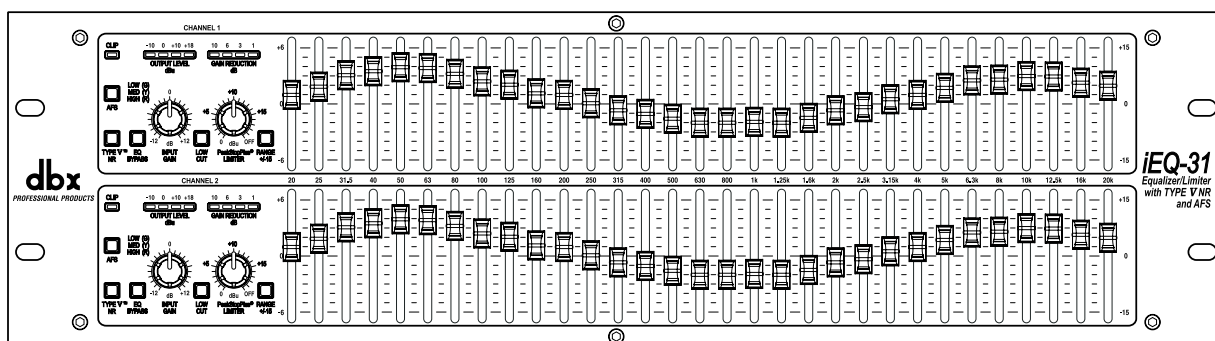 CHANNEL 1
CLIP
-10 0 +10 +18
OUTPUT LEVEL
dBu
10 6 3 1
GAIN REDUCTION
dB
AFS
LOW (G)
MED (Y)
HIGH (R)
0
-12 +12
dB
INPUT
GAIN
+5 +10 +15
0 OFF
dBu
PeakStopPlus®
LIMITER
TYPE V™
NR
EQ
BYPASS
LOW
CUT
RANGE
+/-15
+6
-6
+15
0
-15
20 25 31.5 40 50 63 80 100 125 160 200 250 315 400 500 630 800 1k 1.25k 1.6k 2k 2.5k 3.15k 4k 5k 6.3k 8k 10k 12.5k 16k 20k
dbx
PROFESSIONAL PRODUCTS
iEQ-31
Equalizer/Limiter
with TYPE V NR
and AFS
CHANNEL 2
CLIP
-10 0 +10 +18
OUTPUT LEVEL
dBu
10 6 3 1
GAIN REDUCTION
dB
AFS
LOW (G)
MED (Y)
HIGH (R)
0
-12 +12
dB
INPUT
GAIN
+5 +10 +15
0 OFF
dBu
PeakStopPlus®
LIMITER
TYPE V™
NR
EQ
BYPASS
LOW
CUT
RANGE
+/-15
+6
0
-6
+15
0
-15